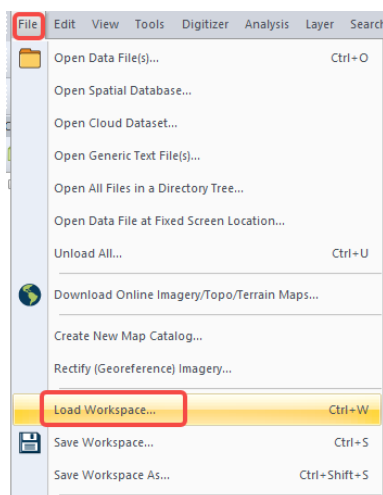 File Edit View Tools Digitizer Analysis Layer Search
Open Data File(s)... Ctrl+O
Open Spatial Database...
Open Cloud Dataset...
Open Generic Text File(s)...
Open All Files in a Directory Tree...
Open Data File at Fixed Screen Location...
Unload All... Ctrl+U
Download Online Imagery/Topo/Terrain Maps...
Create New Map Catalog...
Rectify (Georeference) Imagery...
Load Workspace... Ctrl+W
Save Workspace... Ctrl+S
Save Workspace As... Ctrl+Shift+S